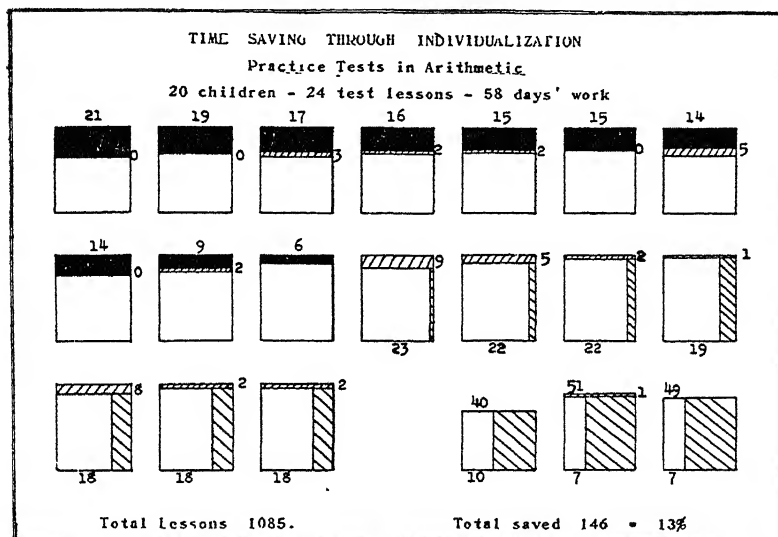 TIME SAVING THROUGH INDIVIDUALIZATION
Practice Tests in Arithmetic
20 children - 24 test lessons - 58 days' work
21 19 17 16 15 15 14
0 0 3 2 2 0 5
14 9 6
0 2 9 5 2 1
23 22 22 19
8 2 2 40 51 1 49
18 18 18 10 7 7
Total Lessons 1085. Total saved 146 = 13%